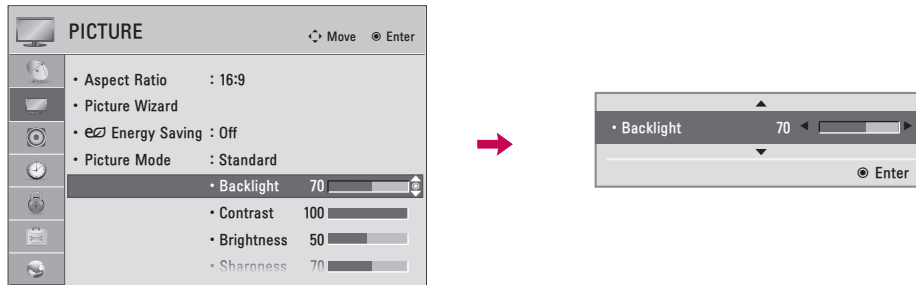 PICTURE
Move Enter
• Aspect Ratio : 16:9
• Picture Wizard
• Energy Saving : Off
• Picture Mode : Standard
• Backlight 70
• Contrast 100
• Brightness 50
• Sharpness 70
• Backlight 70
Enter